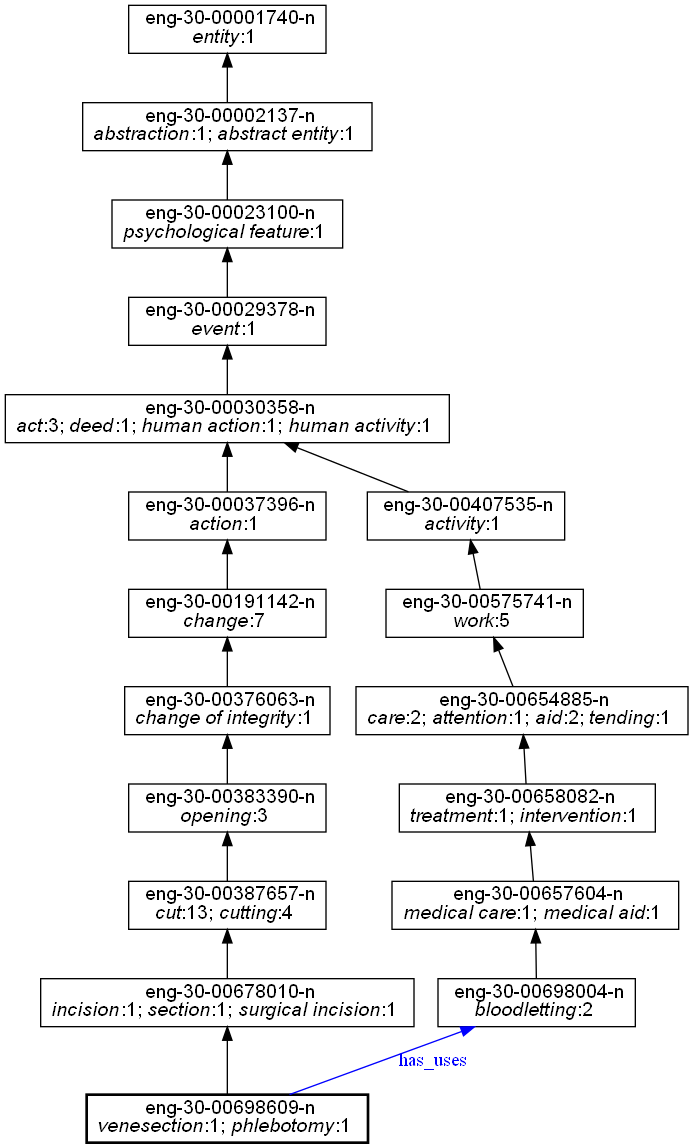 eng-30-00001740-n
entity:1
eng-30-00002137-n
abstraction:1; abstract entity:1
eng-30-00023100-n
psychological feature:1
eng-30-00029378-n
event:1
eng-30-00030358-n
act:3; deed:1; human action:1; human activity:1
eng-30-00037396-n
action:1
eng-30-00407535-n
activity:1
eng-30-00191142-n
change:7
eng-30-00575741-n
work:5
eng-30-00376063-n
change of integrity:1
eng-30-00654885-n
care:2; attention:1; aid:2; tending:1
eng-30-00383390-n
opening:3
eng-30-00658082-n
treatment:1; intervention:1
eng-30-00387657-n
cut:13; cutting:4
eng-30-00657604-n
medical care:1; medical aid:1
eng-30-00678010-n
incision:1; section:1; surgical incision:1
eng-30-00698004-n
bloodletting:2
has_uses
eng-30-00698609-n
venesection:1; phlebotomy:1